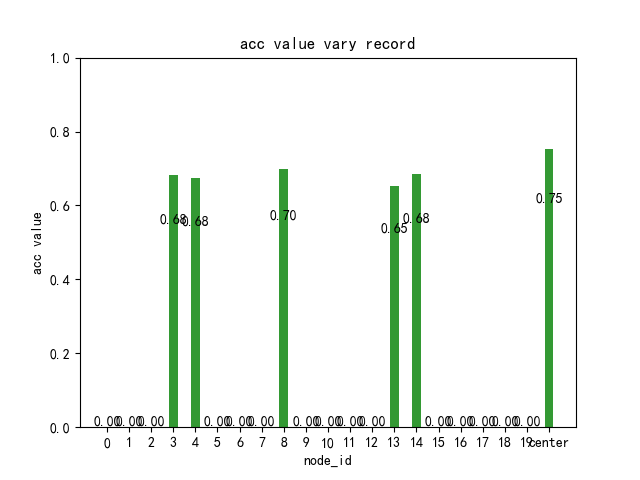 acc value vary record
1.0
0.8
0.6
0.4
0.2
0.0
acc value
0.00 0.00 0.00 0.68 0.68 0.00 0.00 0.00 0.70 0.00 0.00 0.00 0.00 0.65 0.68 0.00 0.00 0.00 0.00 0.00 0.75
0 1 2 3 4 5 6 7 8 9 10 11 12 13 14 15 16 17 18 19 center
node_id